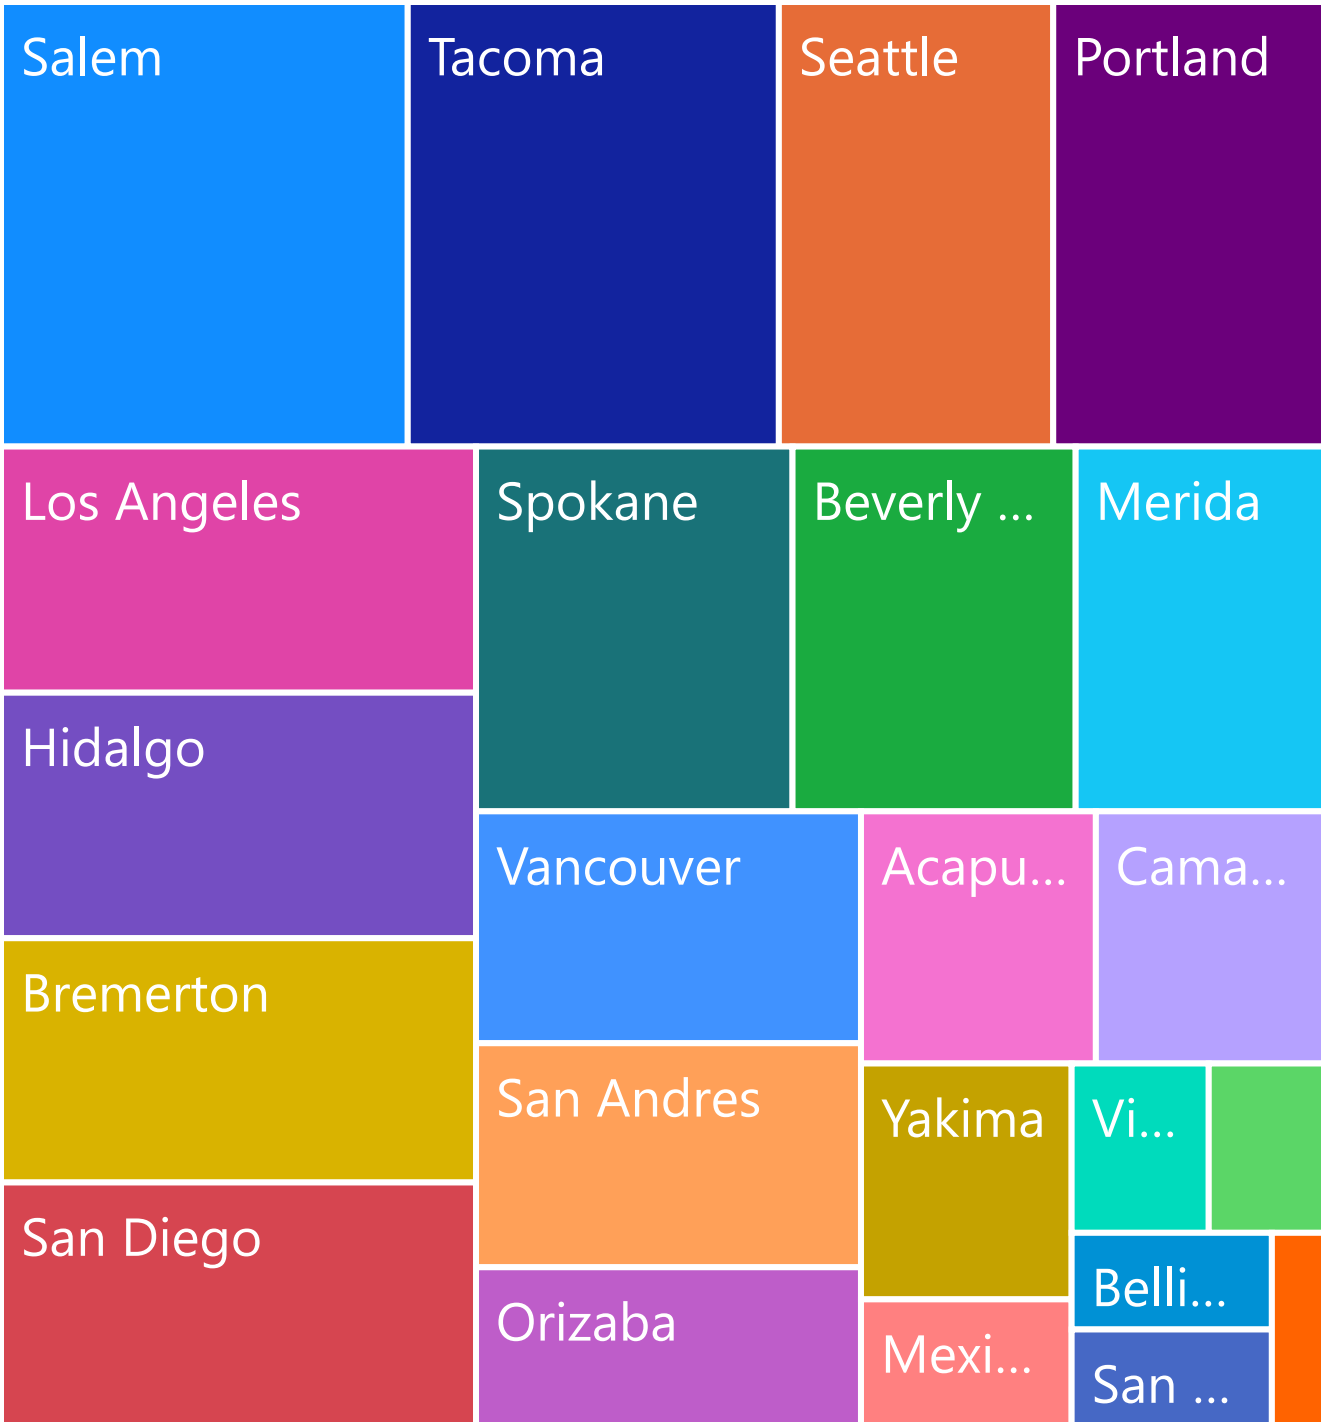 Salem
Tacoma
Seattle
Portland
Los Angeles
Spokane
Beverly ...
Merida
Hidalgo
Vancouver
Acapu...
Cama...
Bremerton
San Andres
Yakima
Vi...
San Diego
Orizaba
Mexi...
Belli...
San ...